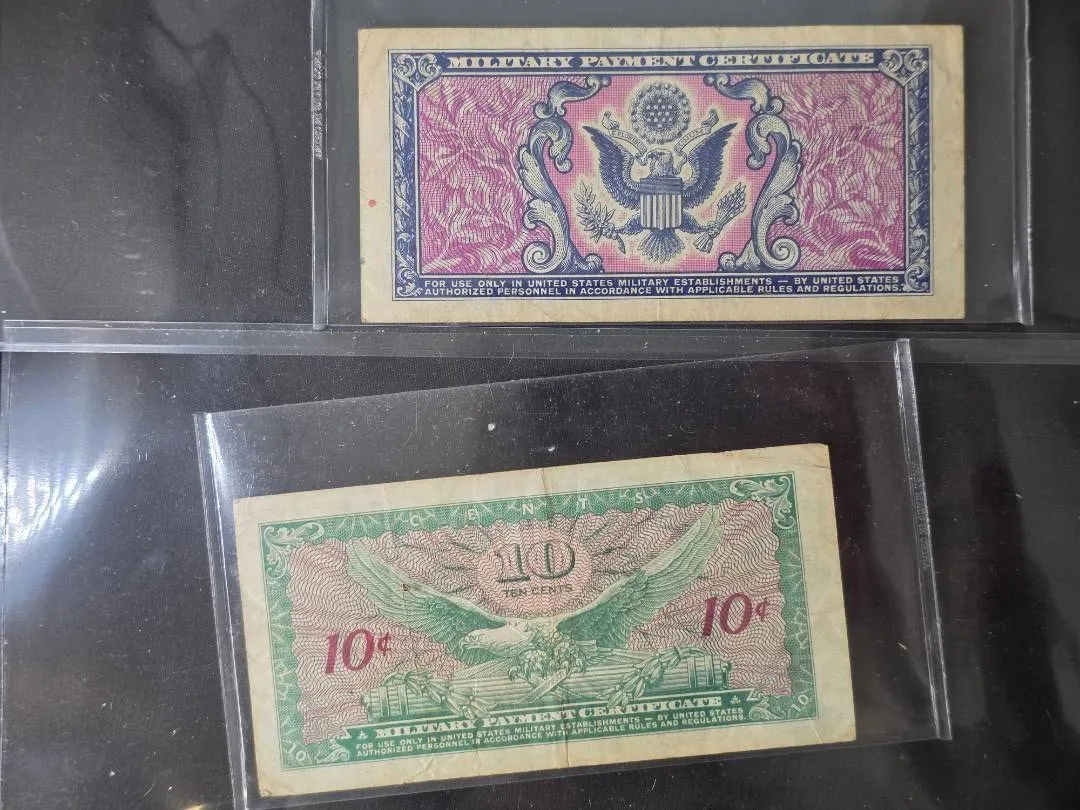 MILITARY PAYMENT CERTIFICATE
FOR USE ONLY IN UNITED STATES MILITARY ESTABLISHMENTS — BY UNITED STATES
AUTHORIZED PERSONNEL IN ACCORDANCE WITH APPLICABLE RULES AND REGULATIONS.
CENTS
10
TEN CENTS
10¢
10¢
MILITARY PAYMENT CERTIFICATE
FOR USE ONLY IN UNITED STATES MILITARY ESTABLISHMENTS — BY UNITED STATES
AUTHORIZED PERSONNEL IN ACCORDANCE WITH APPLICABLE RULES AND REGULATIONS.
10
10